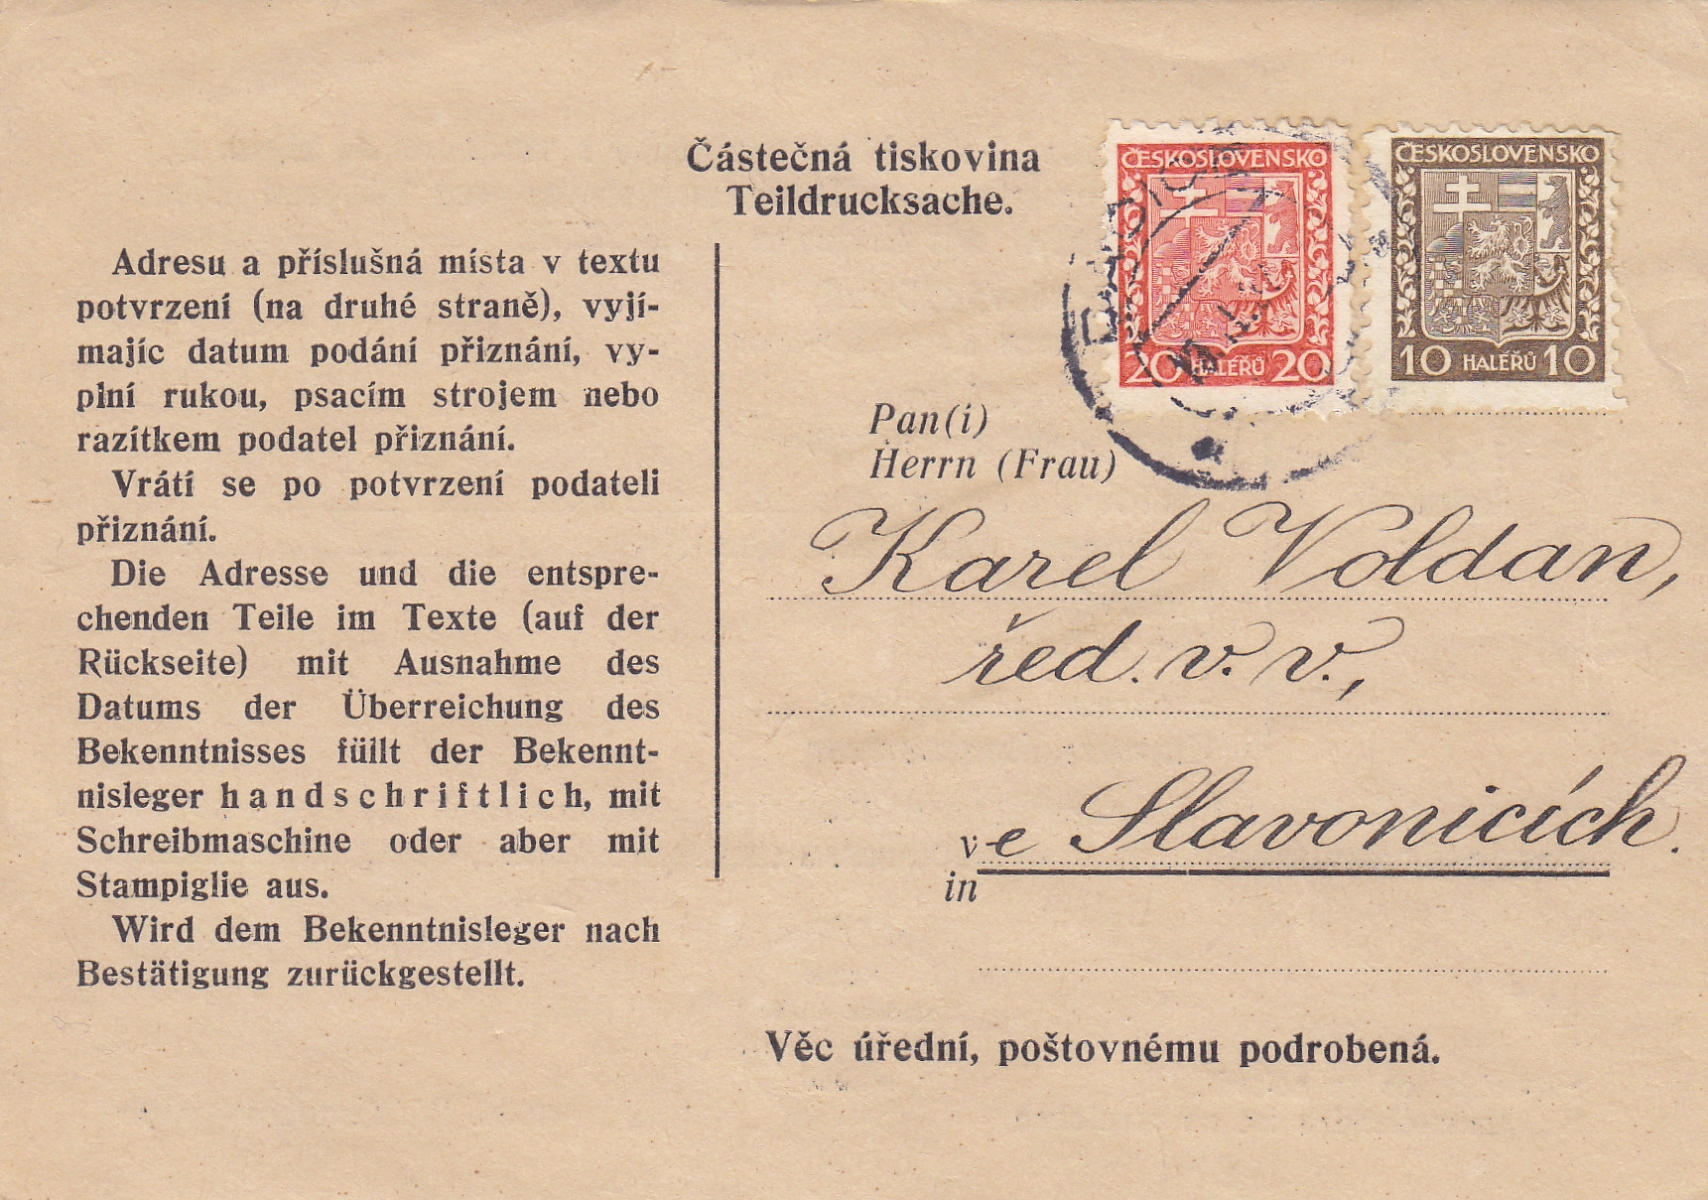 Částečná tiskovina
Teildrucksache.
ČESKOSLOVENSKO
20 HALÉŘŮ 20
ČESKOSLOVENSKO
10 HALÉŘŮ 10
Adresu a příslušná místa v textu
potvrzení (na druhé straně), vyjí-
majíc datum podání přiznání, vy-
plní rukou, psacím strojem nebo
razítkem podatel přiznání.
Vrátí se po potvrzení podateli
přiznání.
Die Adresse und die entspre-
chenden Teile im Texte (auf der
Rückseite) mit Ausnahme des
Datums der Überreichung des
Bekenntnisses füllt der Bekennt-
nisleger handschriftlich, mit
Schreibmaschine oder aber mit
Stampiglie aus.
Wird dem Bekenntnisleger nach
Bestätigung zurückgestellt.
Pan(i)
Herrn (Frau)
Karel Voldan,
řed. v. v.,
ve Slavonicích.
in
Věc úřední, poštovnému podrobená.